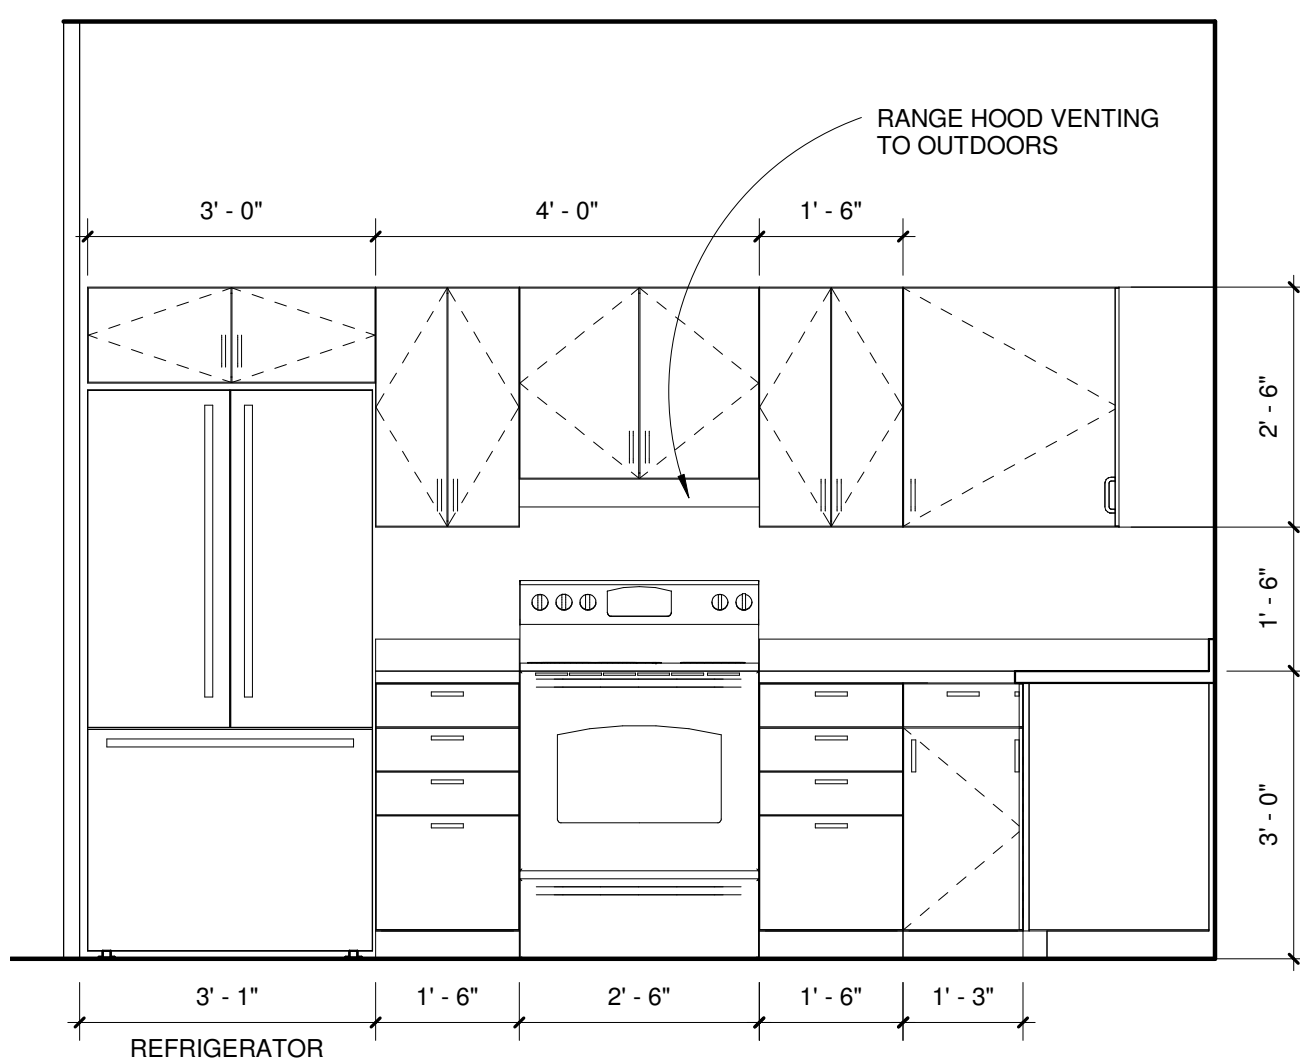 RANGE HOOD VENTING
TO OUTDOORS
3' - 0"
4' - 0"
1' - 6"
2' - 6"
1' - 6"
3' - 0"
3' - 1"
1' - 6"
2' - 6"
1' - 6"
1' - 3"
REFRIGERATOR